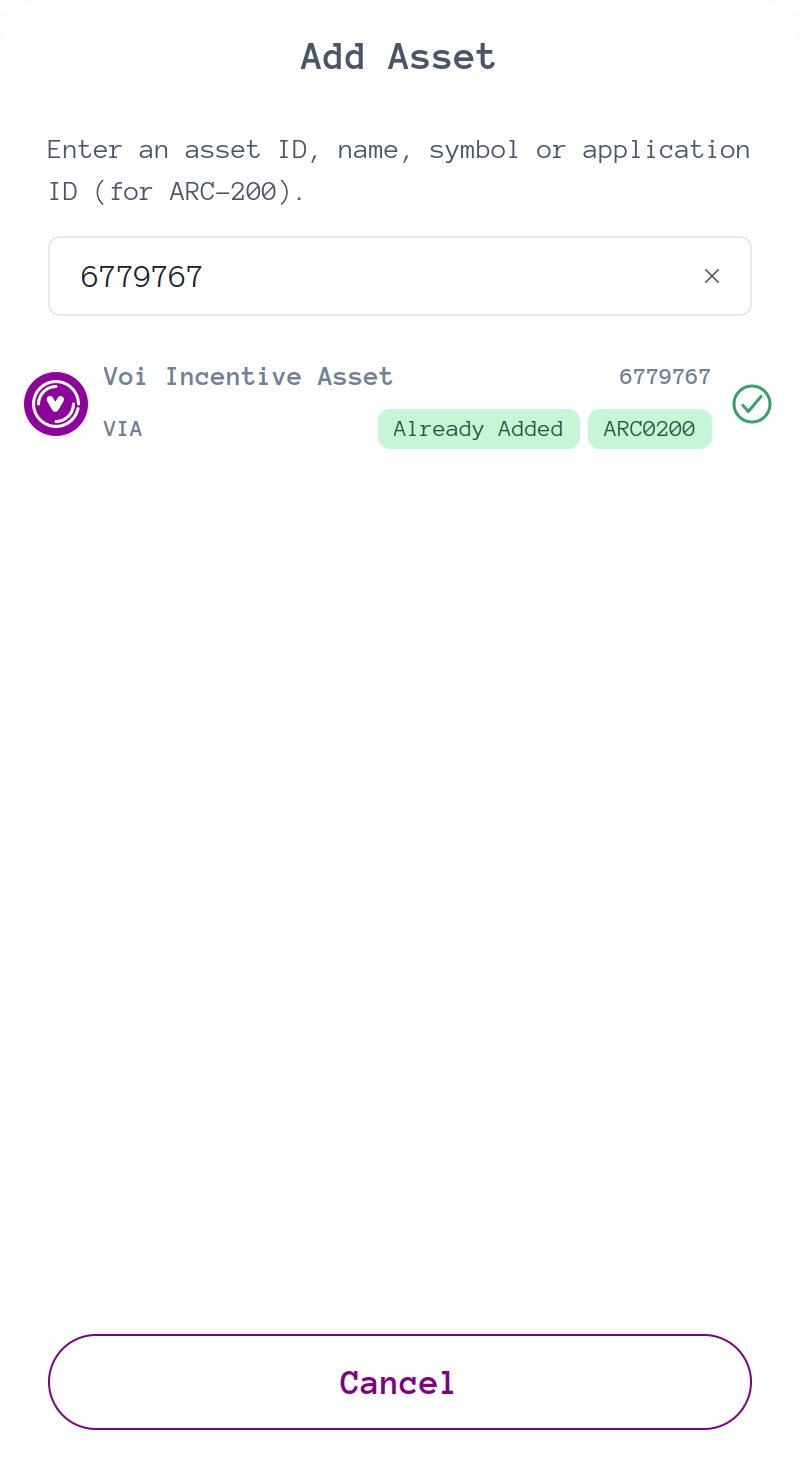 Add Asset
Enter an asset ID, name, symbol or application
ID (for ARC-200).
6779767
Voi Incentive Asset 6779767
VIA Already Added ARC0200
Cancel